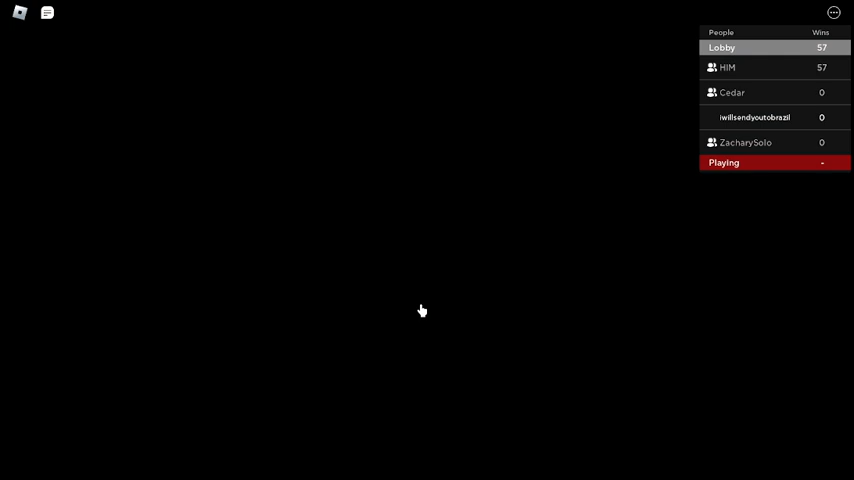 People Wins
Lobby 57
HIM 57
Cedar 0
iwillsendyoutobrazil 0
ZacharySolo 0
Playing -